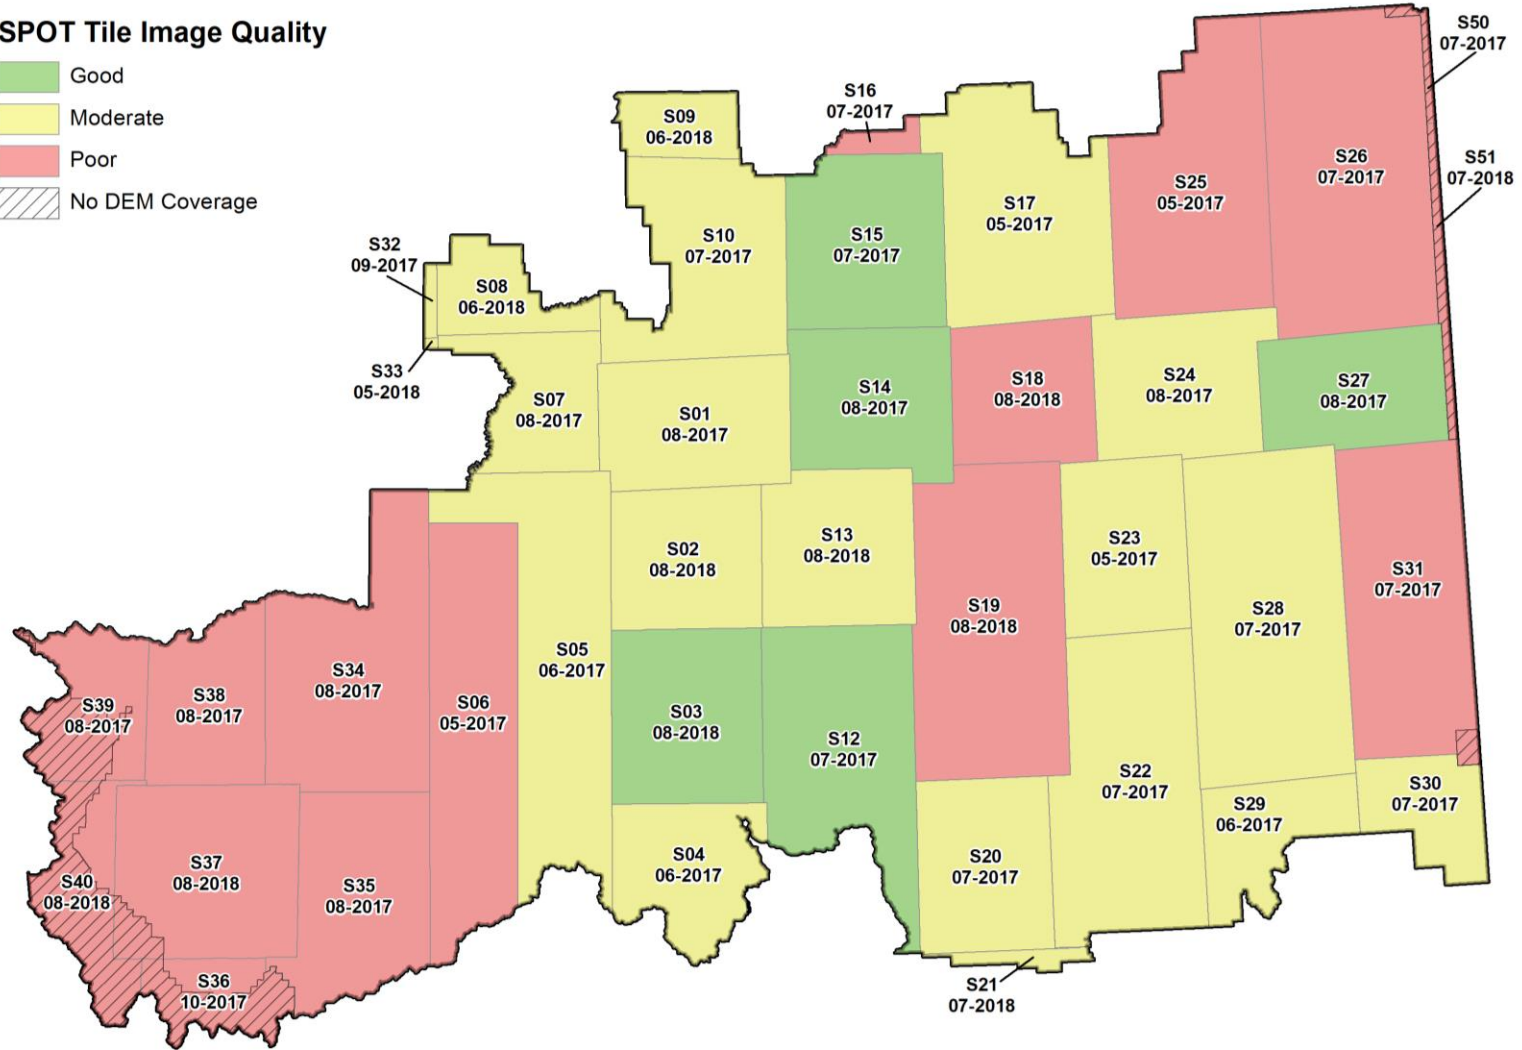 SPOT Tile Image Quality
Good
Moderate
Poor
No DEM Coverage
S50
07-2017
S16
07-2017
S09
06-2018
S26
07-2017
S51
07-2018
S25
05-2017
S17
05-2017
S10
07-2017
S15
07-2017
S32
09-2017
S08
06-2018
S33
05-2018
S07
08-2017
S01
08-2017
S14
08-2017
S18
08-2018
S24
08-2017
S27
08-2017
S02
08-2018
S13
08-2018
S23
05-2017
S31
07-2017
S19
08-2018
S28
07-2017
S05
06-2017
S34
08-2017
S38
08-2017
S39
08-2017
S06
05-2017
S03
08-2018
S12
07-2017
S22
07-2017
S30
07-2017
S29
06-2017
S04
06-2017
S20
07-2017
S37
08-2018
S40
08-2018
S35
08-2017
S36
10-2017
S21
07-2018